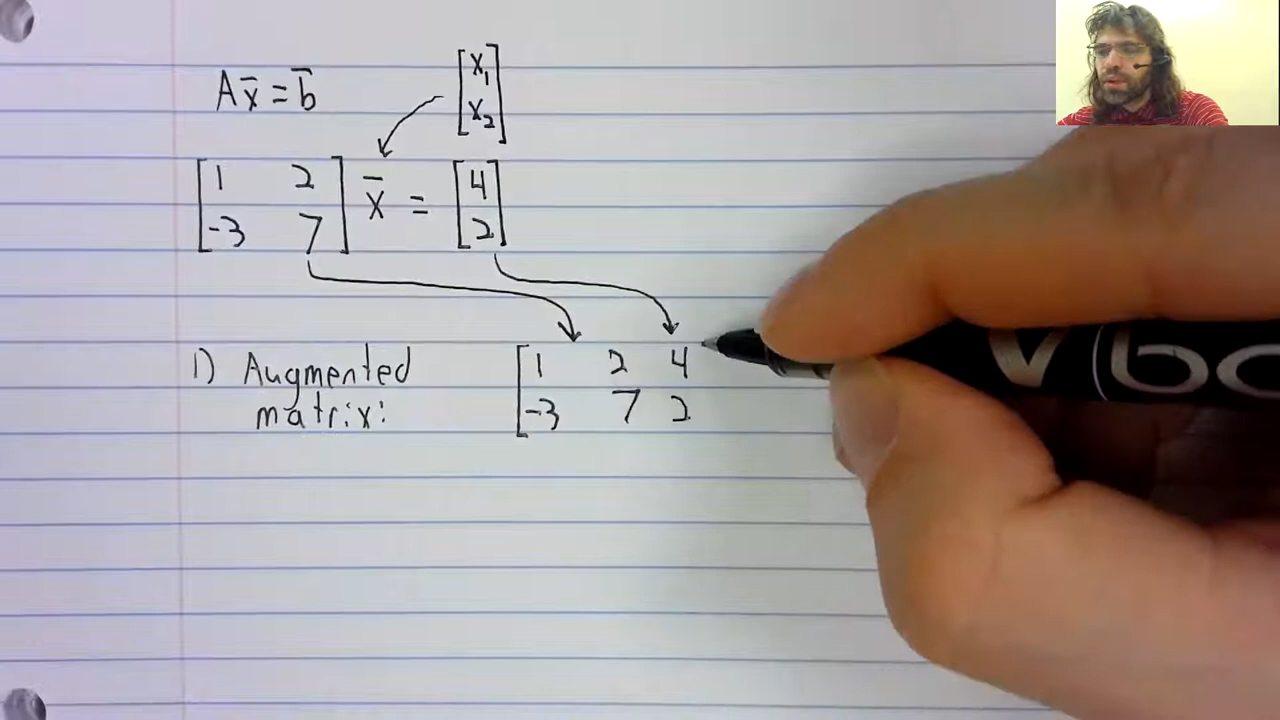 Ax̄ = b̄
[x₁
x₂]
[1 2
-3 7] x̄ = [4
2]
1) Augmented matrix:
[1 2 4
-3 7 2